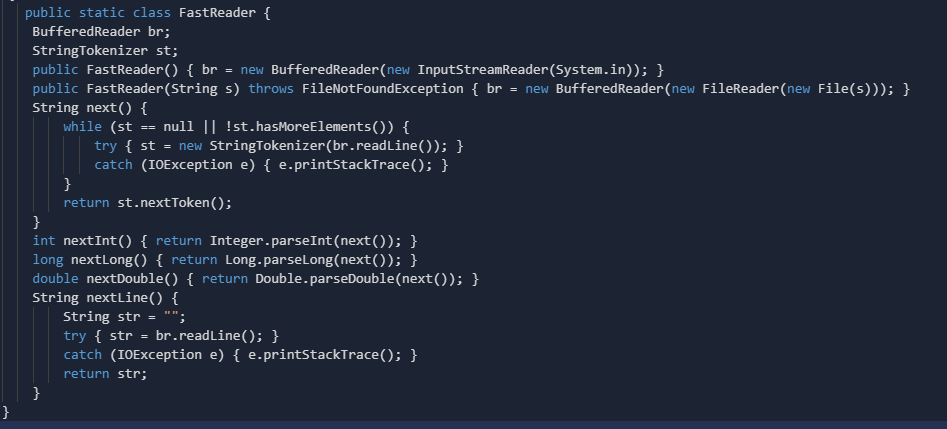 public static class FastReader {
BufferedReader br;
StringTokenizer st;
public FastReader() { br = new BufferedReader(new InputStreamReader(System.in)); }
public FastReader(String s) throws FileNotFoundException { br = new BufferedReader(new FileReader(new File(s))); }
String next() {
while (st == null || !st.hasMoreElements()) {
try { st = new StringTokenizer(br.readLine()); }
catch (IOException e) { e.printStackTrace(); }
}
return st.nextToken();
}
int nextInt() { return Integer.parseInt(next()); }
long nextLong() { return Long.parseLong(next()); }
double nextDouble() { return Double.parseDouble(next()); }
String nextLine() {
String str = "";
try { str = br.readLine(); }
catch (IOException e) { e.printStackTrace(); }
return str;
}
}